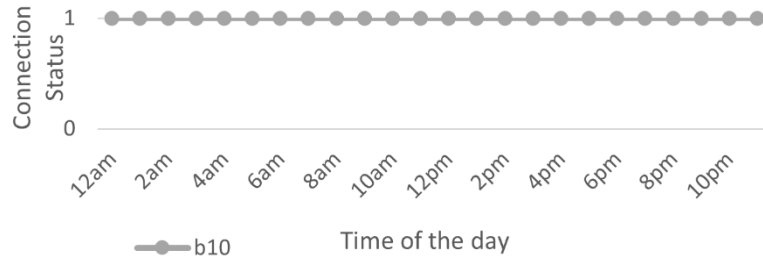 Connection
Status
1
0
12am
2am
4am
6am
8am
10am
12pm
2pm
4pm
6pm
8pm
10pm
Time of the day
b10